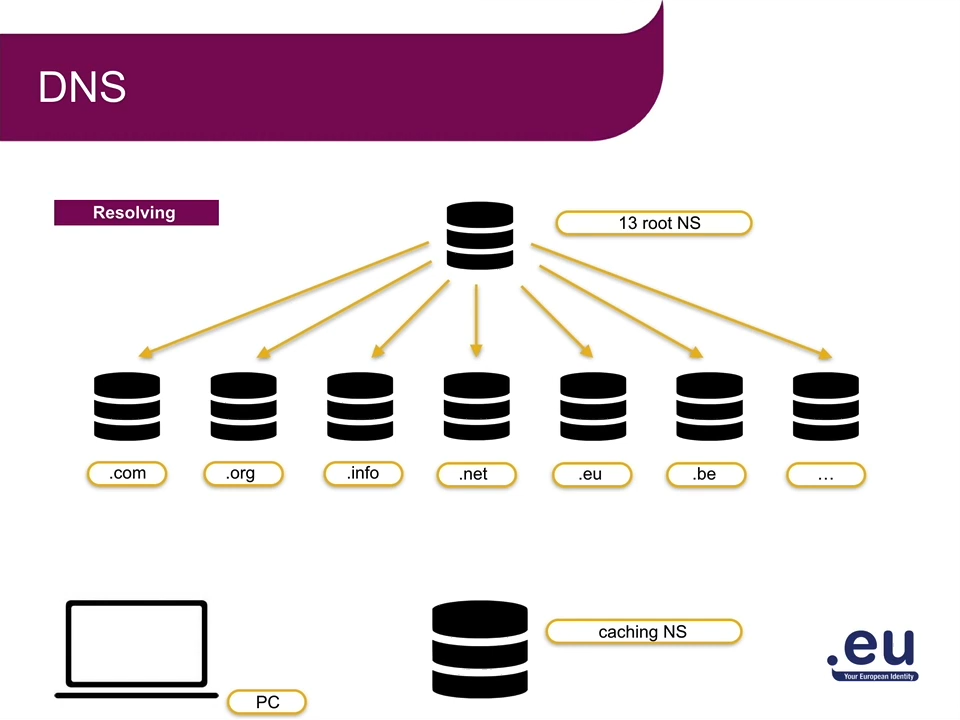 DNS
Resolving
13 root NS
.com
.org
.info
.net
.eu
.be
...
caching NS
.eu
Your European Identity
PC